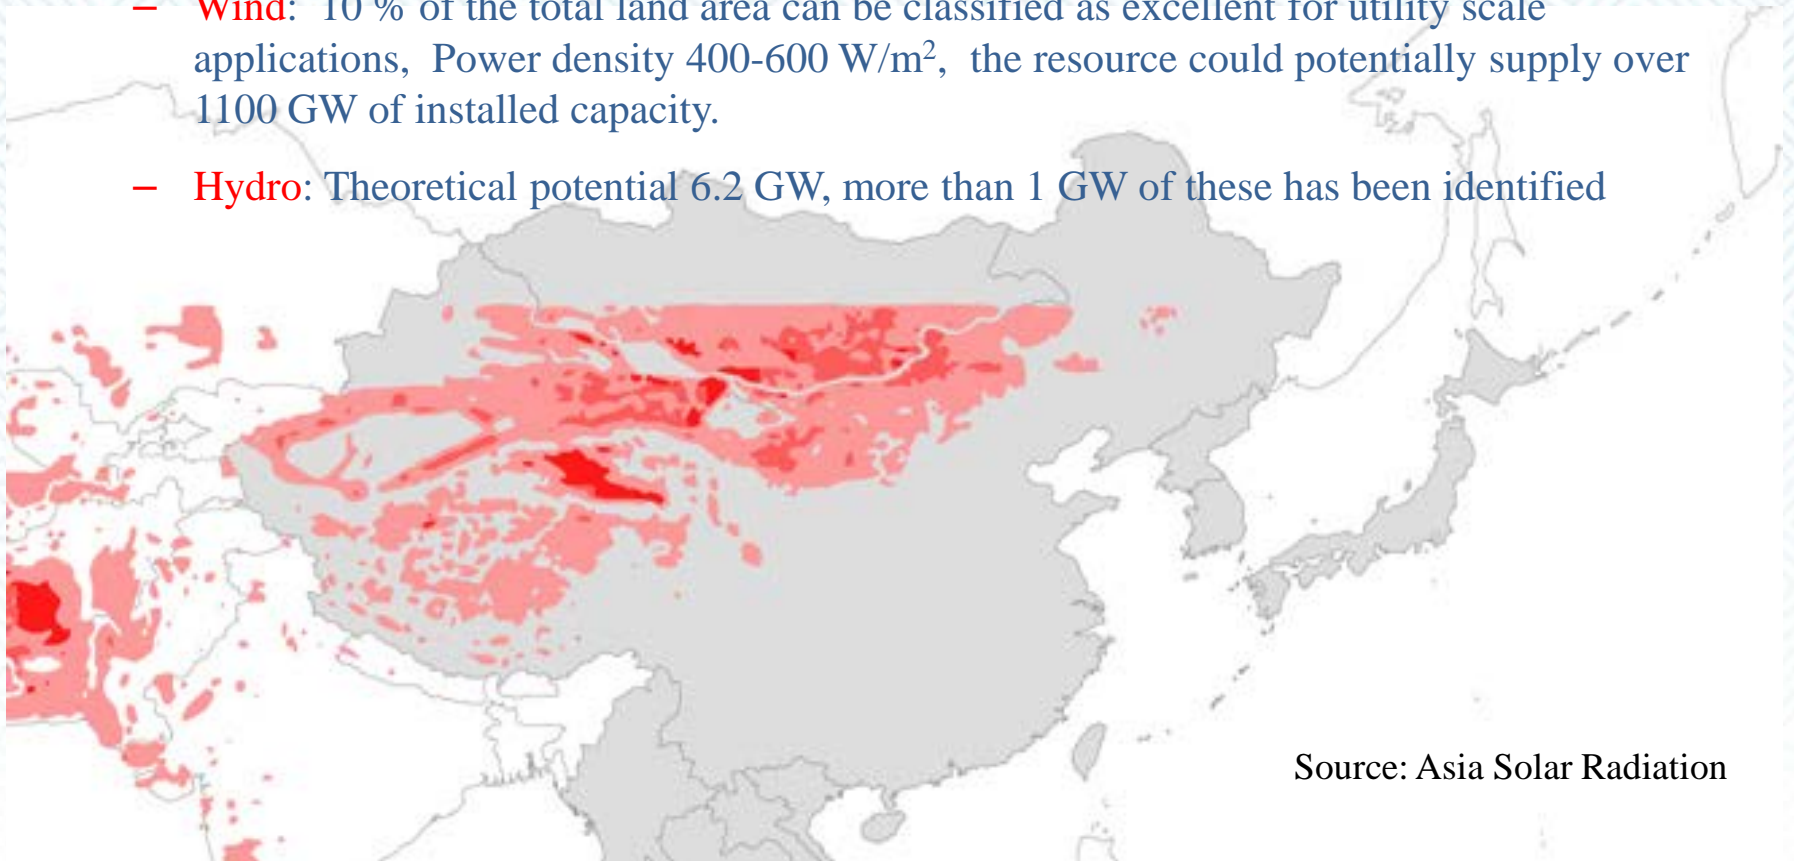 – Wind: 10 % of the total land area can be classified as excellent for utility scale
applications, Power density 400-600 W/m², the resource could potentially supply over
1100 GW of installed capacity.
– Hydro: Theoretical potential 6.2 GW, more than 1 GW of these has been identified
Source: Asia Solar Radiation